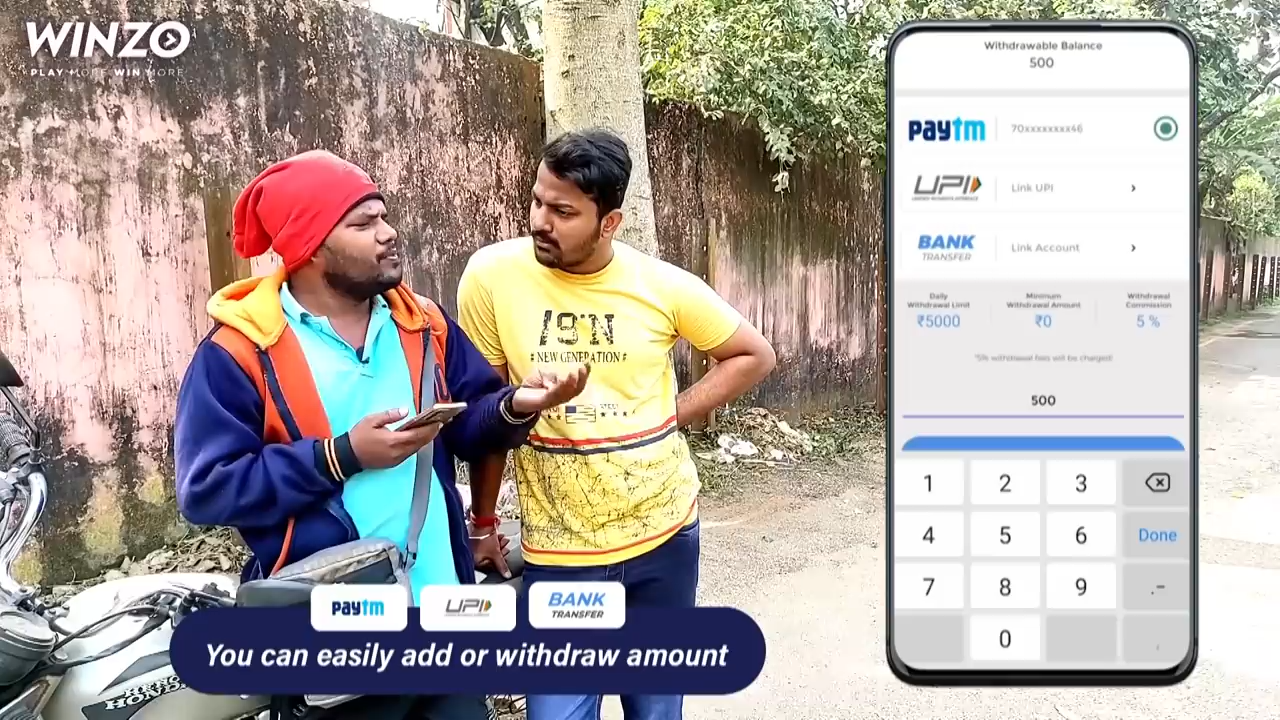 WINZO
PLAY MORE WIN MORE
Withdrawable Balance
500
paytm
70xxxxxxxx46
UPI
Link UPI
BANK
TRANSFER
Link Account
Daily
Withdrawal Limit
₹5000
Minimum
Withdrawal Amount
₹0
Withdrawal
Commission
5 %
*5% withdrawal fees will be charged!
500
1 2 3
4 5 6 Done
7 8 9 .-
0
,
NEW GENERATION
paytm
UPI
BANK
TRANSFER
You can easily add or withdraw amount
HONDA